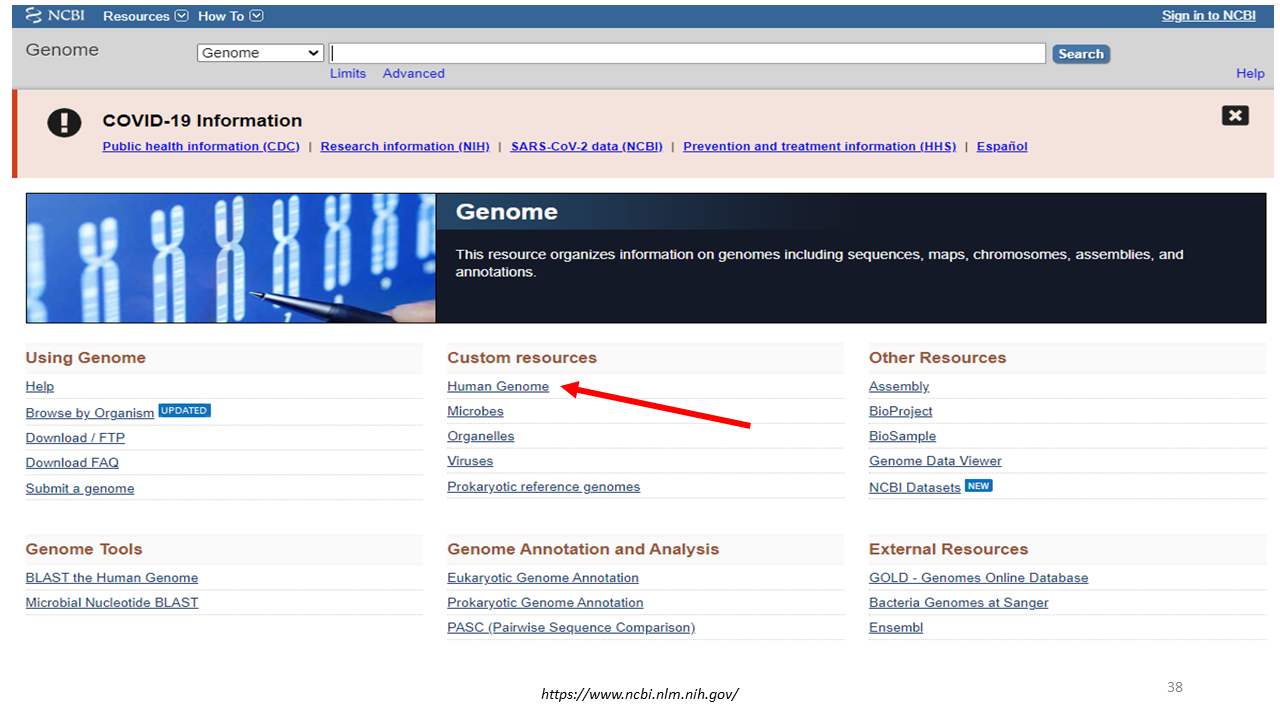 NCBI Resources How To Sign in to NCBI
Genome Genome Search
Limits Advanced Help
COVID-19 Information
Public health information (CDC) | Research information (NIH) | SARS-CoV-2 data (NCBI) | Prevention and treatment information (HHS) | Español
Genome
This resource organizes information on genomes including sequences, maps, chromosomes, assemblies, and
annotations.
Using Genome
Help
Browse by Organism UPDATED
Download / FTP
Download FAQ
Submit a genome
Custom resources
Human Genome
Microbes
Organelles
Viruses
Prokaryotic reference genomes
Other Resources
Assembly
BioProject
BioSample
Genome Data Viewer
NCBI Datasets NEW
Genome Tools
BLAST the Human Genome
Microbial Nucleotide BLAST
Genome Annotation and Analysis
Eukaryotic Genome Annotation
Prokaryotic Genome Annotation
PASC (Pairwise Sequence Comparison)
External Resources
GOLD - Genomes Online Database
Bacteria Genomes at Sanger
Ensembl
https://www.ncbi.nlm.nih.gov/
38